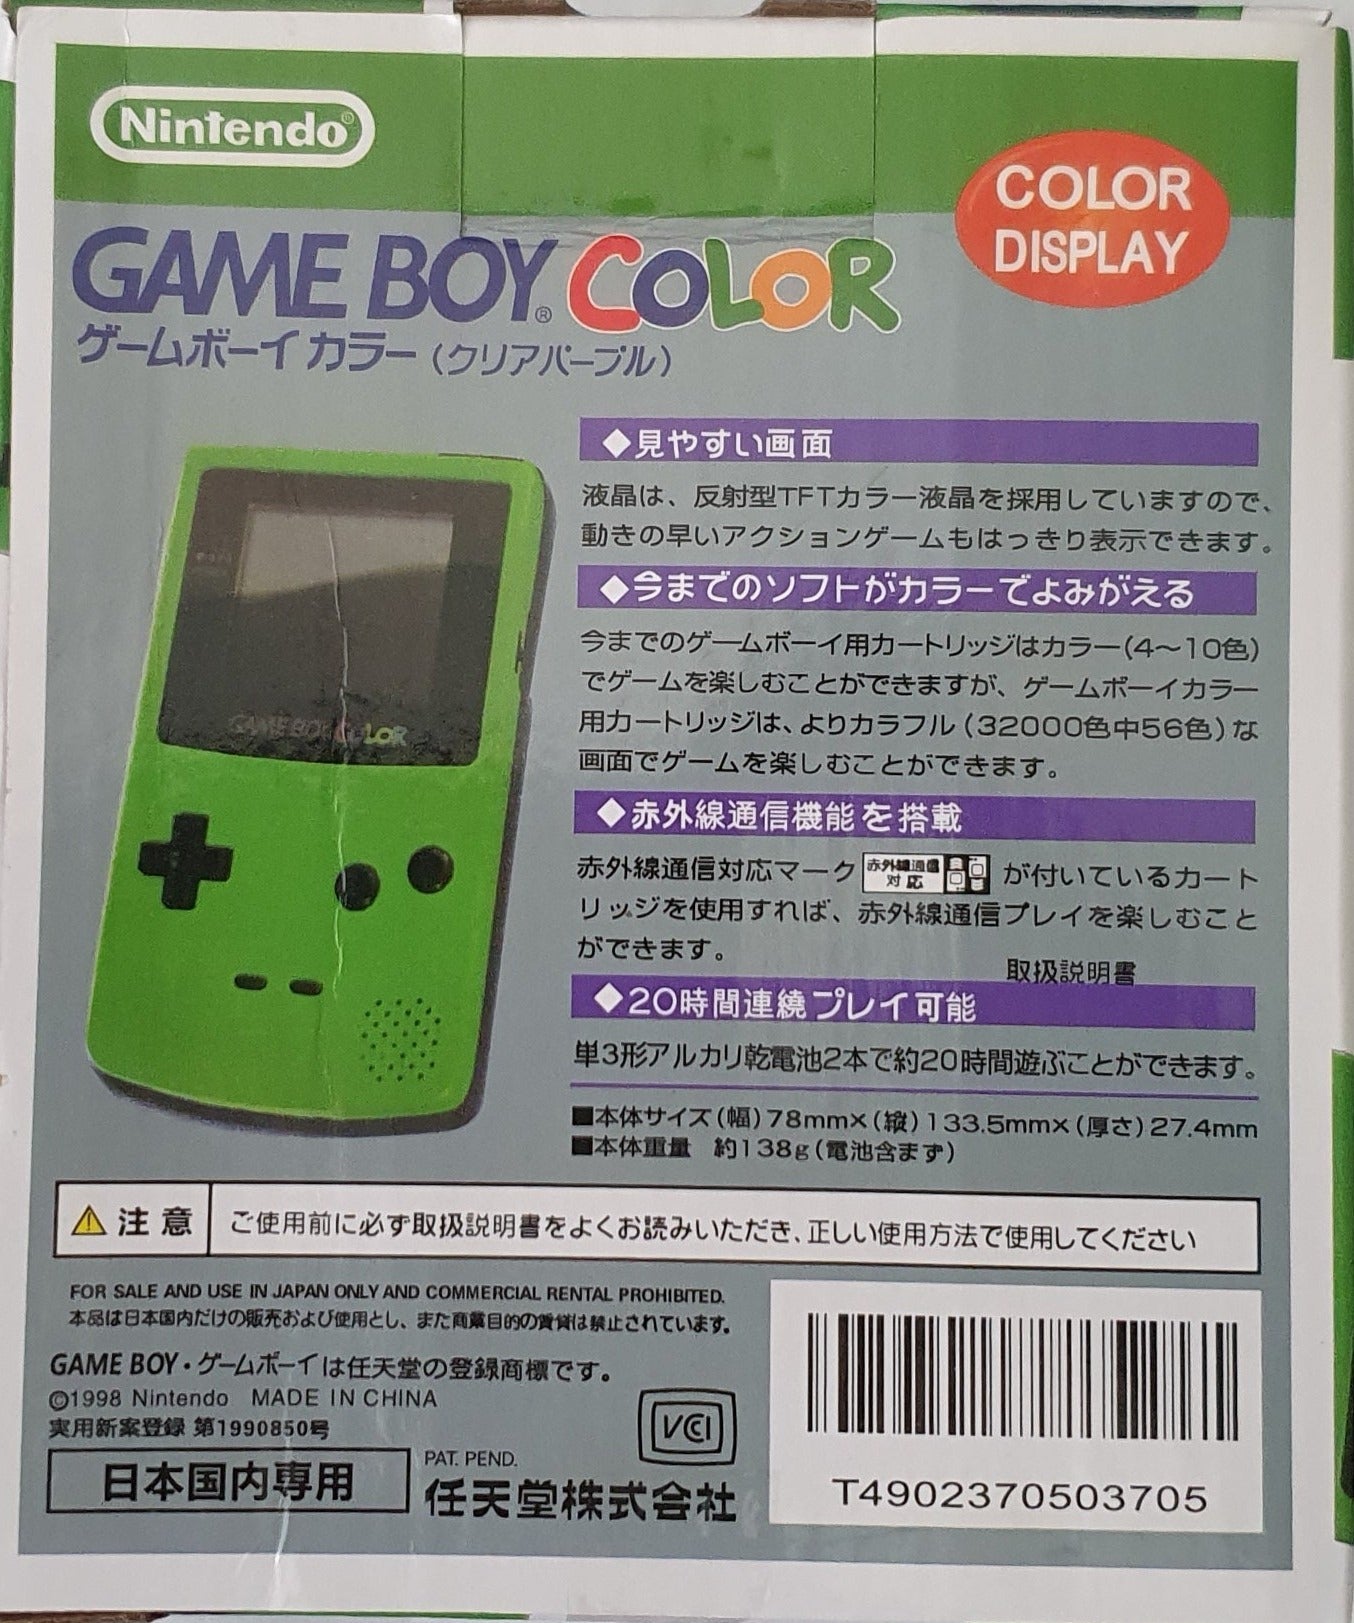 Nintendo®
COLOR
DISPLAY
GAME BOY® COLOR
ゲームボーイ カラー (クリアパープル)
GAME BOY COLOR
◆見やすい画面
液晶は、反射型TFTカラー液晶を採用していますので、
動きの早いアクションゲームもはっきり表示できます。
◆今までのソフトがカラーでよみがえる
今までのゲームボーイ用カートリッジはカラー(4〜10色)
でゲームを楽しむことができますが、ゲームボーイカラー
用カートリッジは、よりカラフル (32000色中56色) な
画面でゲームを楽しむことができます。
◆赤外線通信機能を搭載
赤外線通信対応マーク 赤外線通信 対応 が付いているカート
リッジを使用すれば、赤外線通信プレイを楽しむこと
ができます。
取扱説明書
◆20時間連続プレイ可能
単3形アルカリ乾電池2本で約20時間遊ぶことができます。
■本体サイズ (幅) 78mm×(縦) 133.5mm×(厚さ) 27.4mm
■本体重量 約138g (電池含まず)
注意 ご使用前に必ず取扱説明書をよくお読みいただき、正しい使用方法で使用してください
FOR SALE AND USE IN JAPAN ONLY AND COMMERCIAL RENTAL PROHIBITED.
本品は日本国内だけの販売および使用とし、また商業目的の賃貸は禁止されています。
GAME BOY・ゲームボーイは任天堂の登録商標です。
©1998 Nintendo MADE IN CHINA
実用新案登録 第1990850号
VCI
日本国内専用
PAT. PEND.
任天堂株式会社
T4902370503705